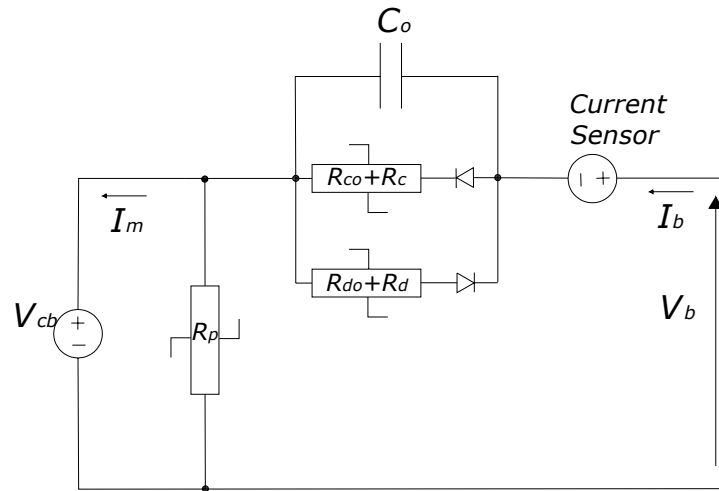 Co
Current
Sensor
Rco+Rc
Im
Ib
Rdo+Rd
Vcb
Rp
Vb